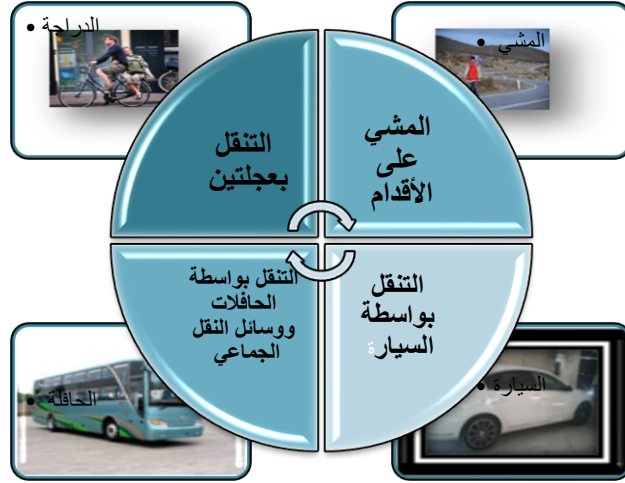 • المشي
المشي
على
الأقدام
• الدراجة
التنقل
بعجلتين
التنقل
بواسطة
السيارة
• السيارة
التنقل بواسطة
الحافلات
ووسائل النقل
الجماعي
• الحافلة